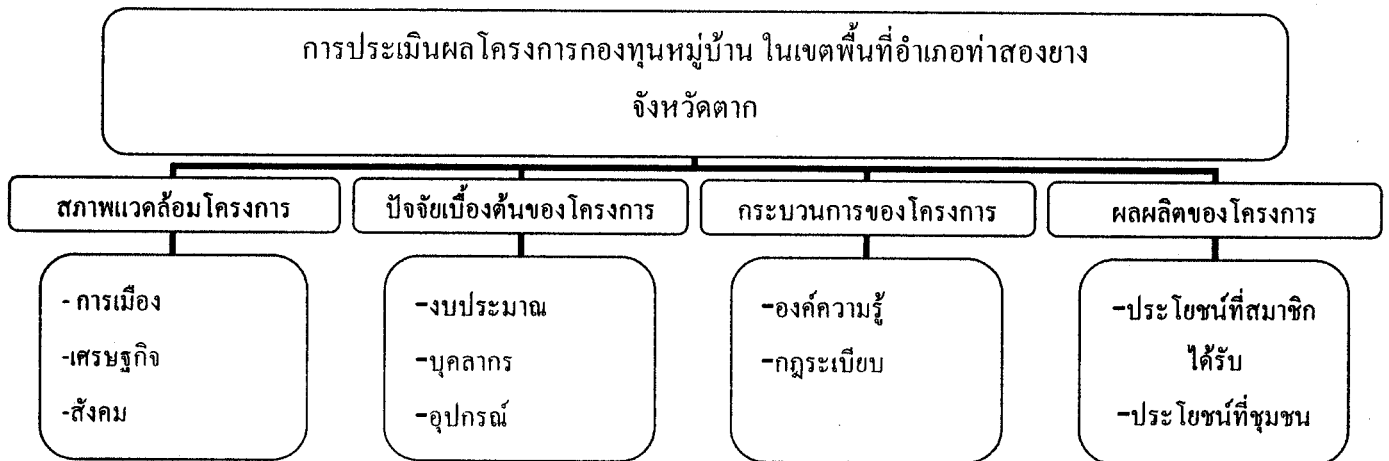 การประเมินผลโครงการกองทุนหมู่บ้าน ในเขตพื้นที่อำเภอท่าสองยาง
จังหวัดตาก
สภาพแวคล้อมโครงการ
ปัจจัยเบื้องต้นของโครงการ
กระบวนการของโครงการ
ผลผลิตของโครงการ
- การเมือง
-เศรษฐกิจ
-สังคม
-งบประมาณ
-บุคลากร
-อุปกรณ์
-องค์ความรู้
-กฎระเบียบ
-ประโยชน์ที่สมาชิก
ได้รับ
-ประโยชน์ที่ชุมชน